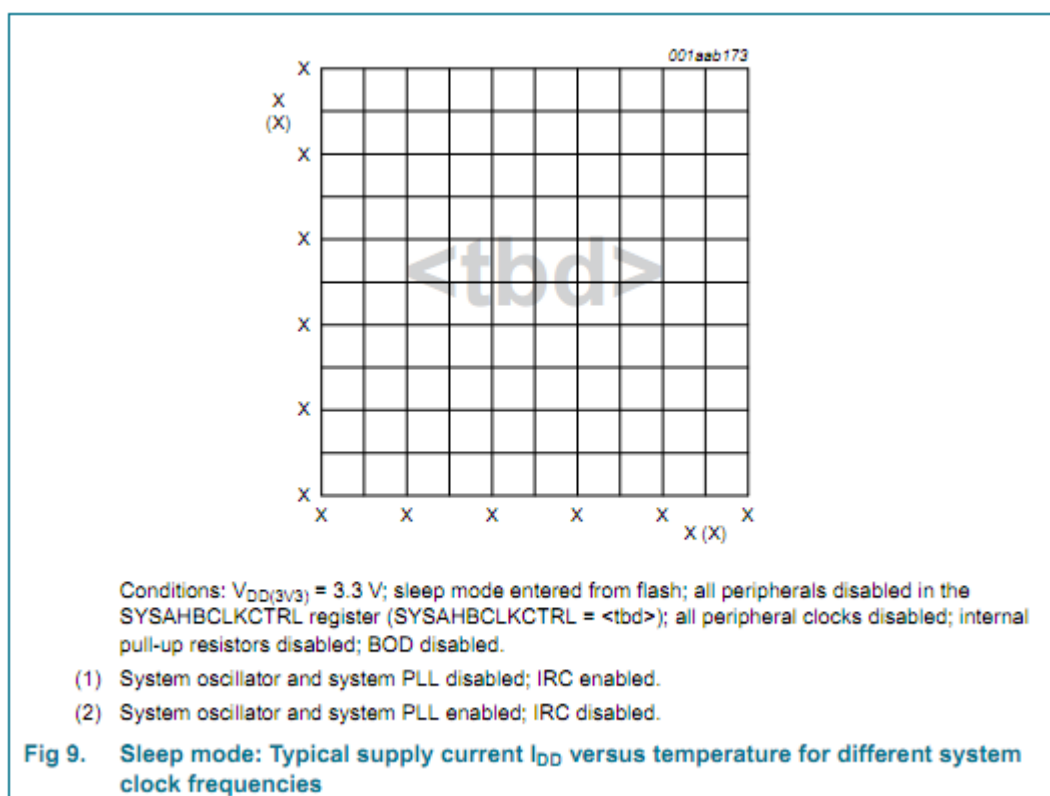 001aab173
X
X
(X)
X
X
<tbd>
X
X
X
X
X
X
X
X
X
X (X)
Conditions: VDD(3V3) = 3.3 V; sleep mode entered from flash; all peripherals disabled in the
SYSAHBCLKCTRL register (SYSAHBCLKCTRL = <tbd>); all peripheral clocks disabled; internal
pull-up resistors disabled; BOD disabled.
(1) System oscillator and system PLL disabled; IRC enabled.
(2) System oscillator and system PLL enabled; IRC disabled.
Fig 9. Sleep mode: Typical supply current IDD versus temperature for different system
clock frequencies